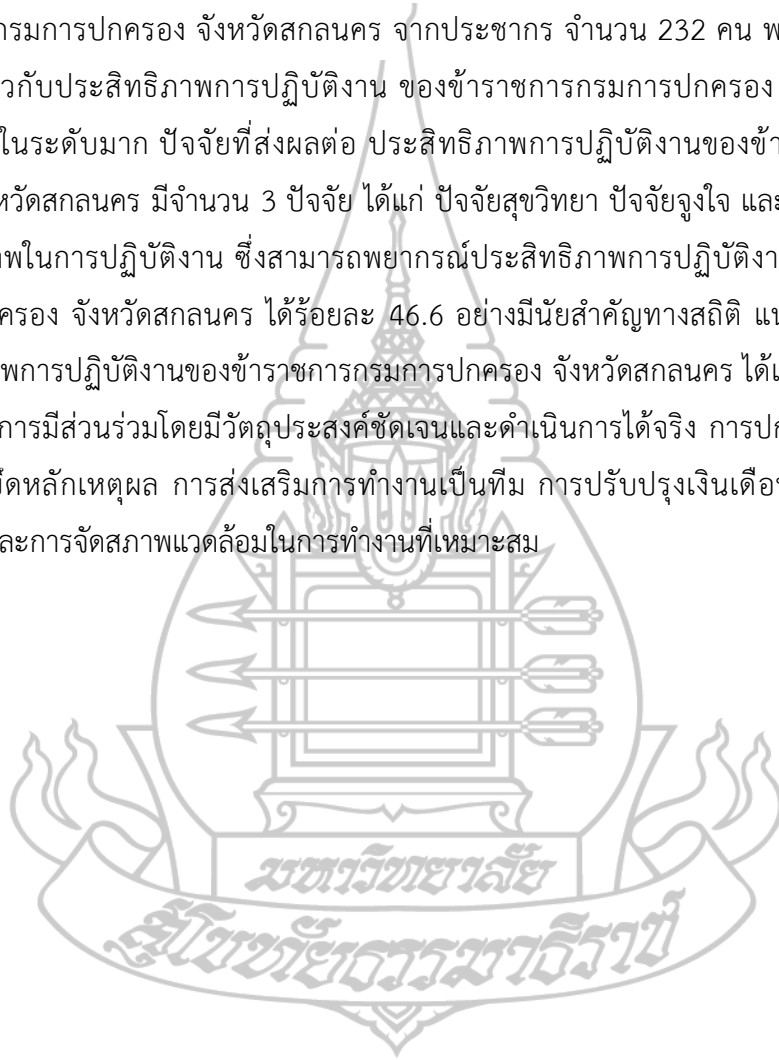 กรมการปกครอง จังหวัดสกลนคร จากประชากร จำนวน 232 คน พ
วกับประสิทธิภาพการปฏิบัติงาน ของข้าราชการกรมการปกครอง
ในระดับมาก ปัจจัยที่ส่งผลต่อ ประสิทธิภาพการปฏิบัติงานของข้า
หวัดสกลนคร มีจำนวน 3 ปัจจัย ได้แก่ ปัจจัยสุขวิทยา ปัจจัยจูงใจ และ
าพในการปฏิบัติงาน ซึ่งสามารถพยากรณ์ประสิทธิภาพการปฏิบัติงา
ครอง จังหวัดสกลนคร ได้ร้อยละ 46.6 อย่างมีนัยสำคัญทางสถิติ แน
พการปฏิบัติงานของข้าราชการกรมการปกครอง จังหวัดสกลนคร ได้แ
การมีส่วนร่วมโดยมีวัตถุประสงค์ชัดเจนและดำเนินการได้จริง การปก
ยึดหลักเหตุผล การส่งเสริมการทำงานเป็นทีม การปรับปรุงเงินเดือ
ละการจัดสภาพแวดล้อมในการทำงานที่เหมาะสม
มหาวิทยาลัย
สุโขทัยธรรมาธิราช